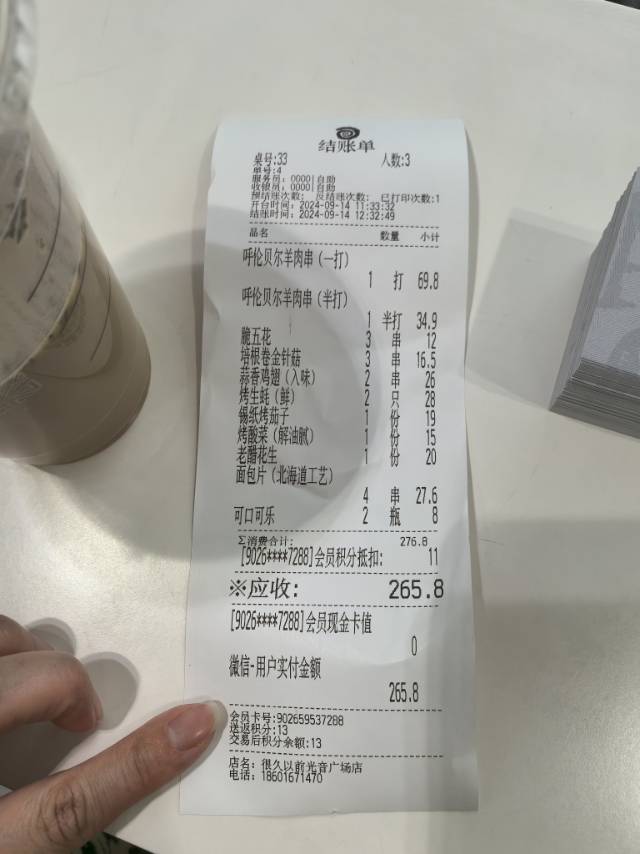 结账单
桌号:33 人数:3
单号:4
服务员: 0000|自助
收银员: 0000|自助
预结账次数: 反结账次数: 已打印次数:1
开台时间: 2024-09-14 11:33:32
结账时间: 2024-09-14 12:32:49
品名 数量 小计
呼伦贝尔羊肉串(一打)
1 打 69.8
呼伦贝尔羊肉串(半打)
1 半打 34.9
脆五花 3 串 12
培根卷金针菇 3 串 16.5
蒜香鸡翅(入味) 2 串 26
烤生蚝(鲜) 2 只 28
锡纸烤茄子 1 份 19
烤酸菜(解油腻) 1 份 15
老醋花生 1 份 20
面包片(北海道工艺)
4 串 27.6
可口可乐 2 瓶 8
Σ消费合计: 276.8
[9026****7288]会员积分抵扣: 11
※应收: 265.8
[9026****7288]会员现金卡值
0
微信-用户实付金额
265.8
会员卡号:902659537288
送返积分:13
交易后积分余额:13
店名: 很久以前光音广场店
电话: 18601671470